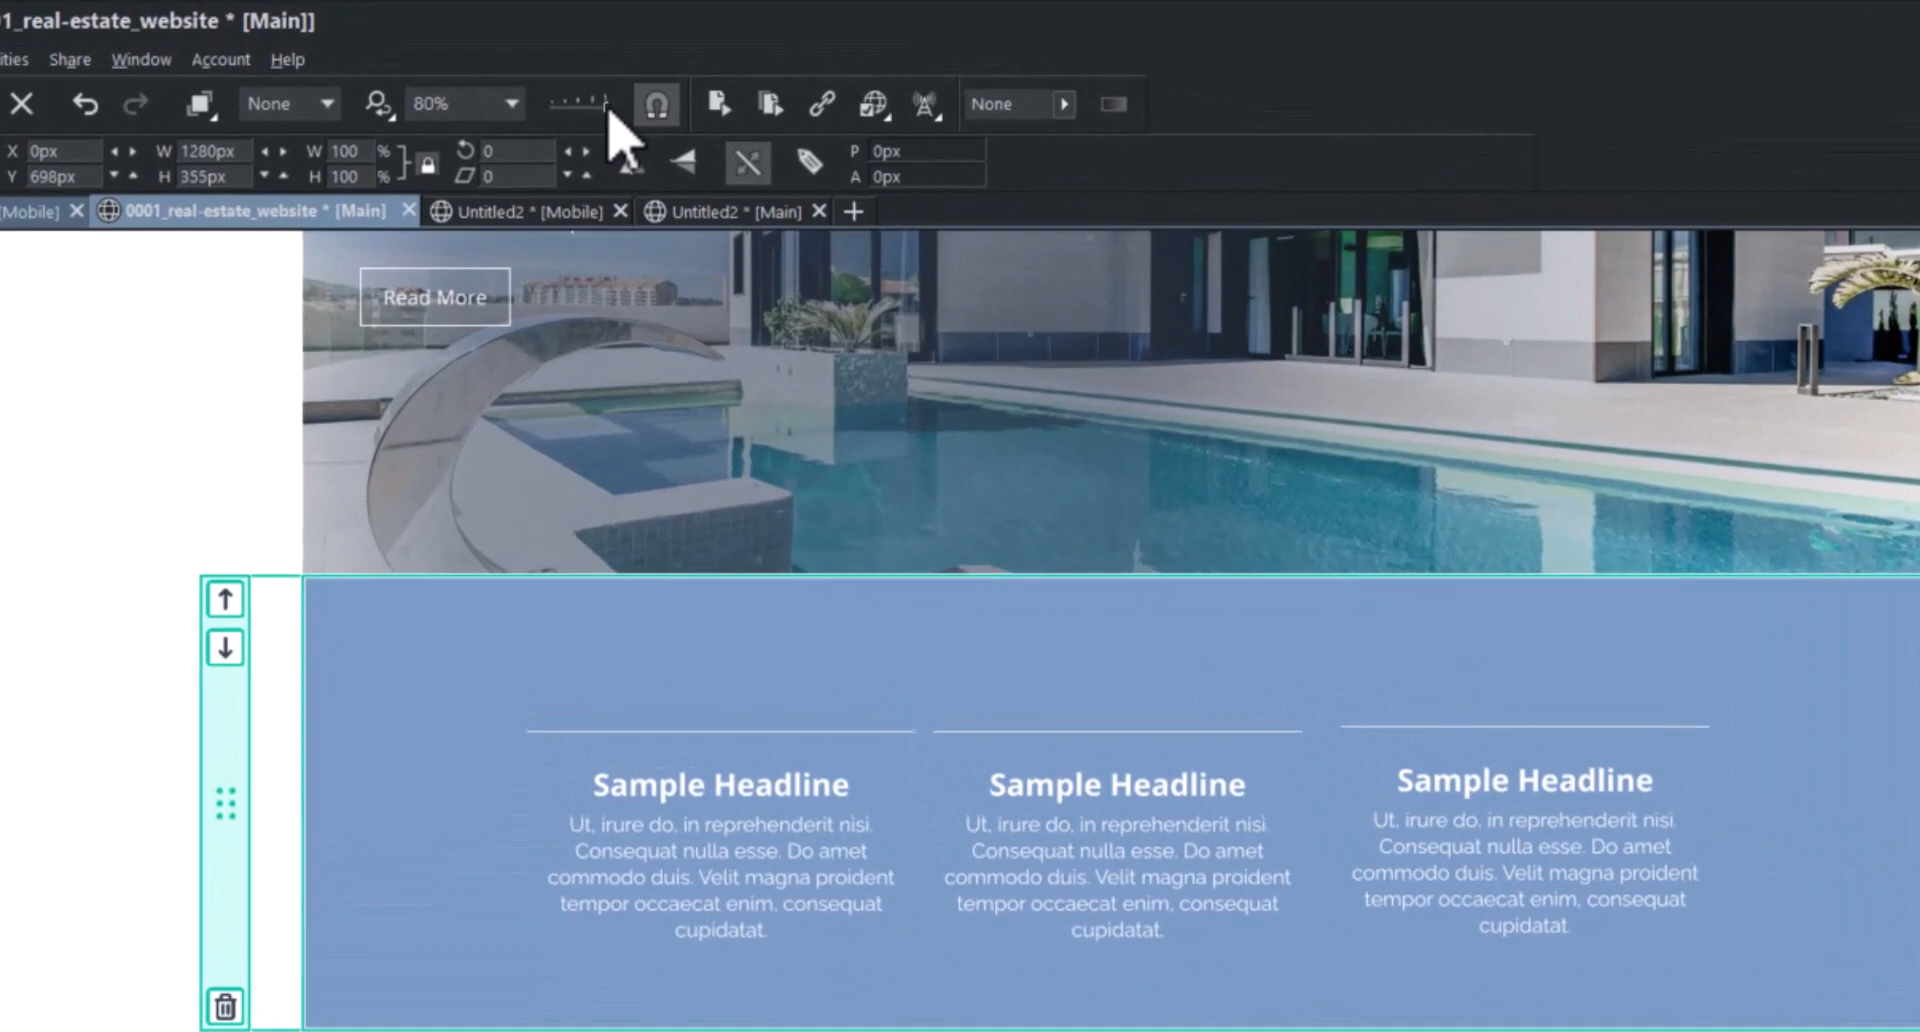 1_real-estate_website * [Main]]
ities Share Window Account Help
None 80% None
X 0px W 1280px W 100 % 0 P 0px
Y 698px H 355px H 100 % 0 A 0px
[Mobile] 0001_real-estate_website * [Main] Untitled2 * [Mobile] Untitled2 * [Main]
Read More
Sample Headline
Ut, irure do, in reprehenderit nisi.
Consequat nulla esse. Do amet
commodo duis. Velit magna proident
tempor occaecat enim, consequat
cupidatat.
Sample Headline
Ut, irure do, in reprehenderit nisi.
Consequat nulla esse. Do amet
commodo duis. Velit magna proident
tempor occaecat enim, consequat
cupidatat.
Sample Headline
Ut, irure do, in reprehenderit nisi.
Consequat nulla esse. Do amet
commodo duis. Velit magna proident
tempor occaecat enim, consequat
cupidatat.